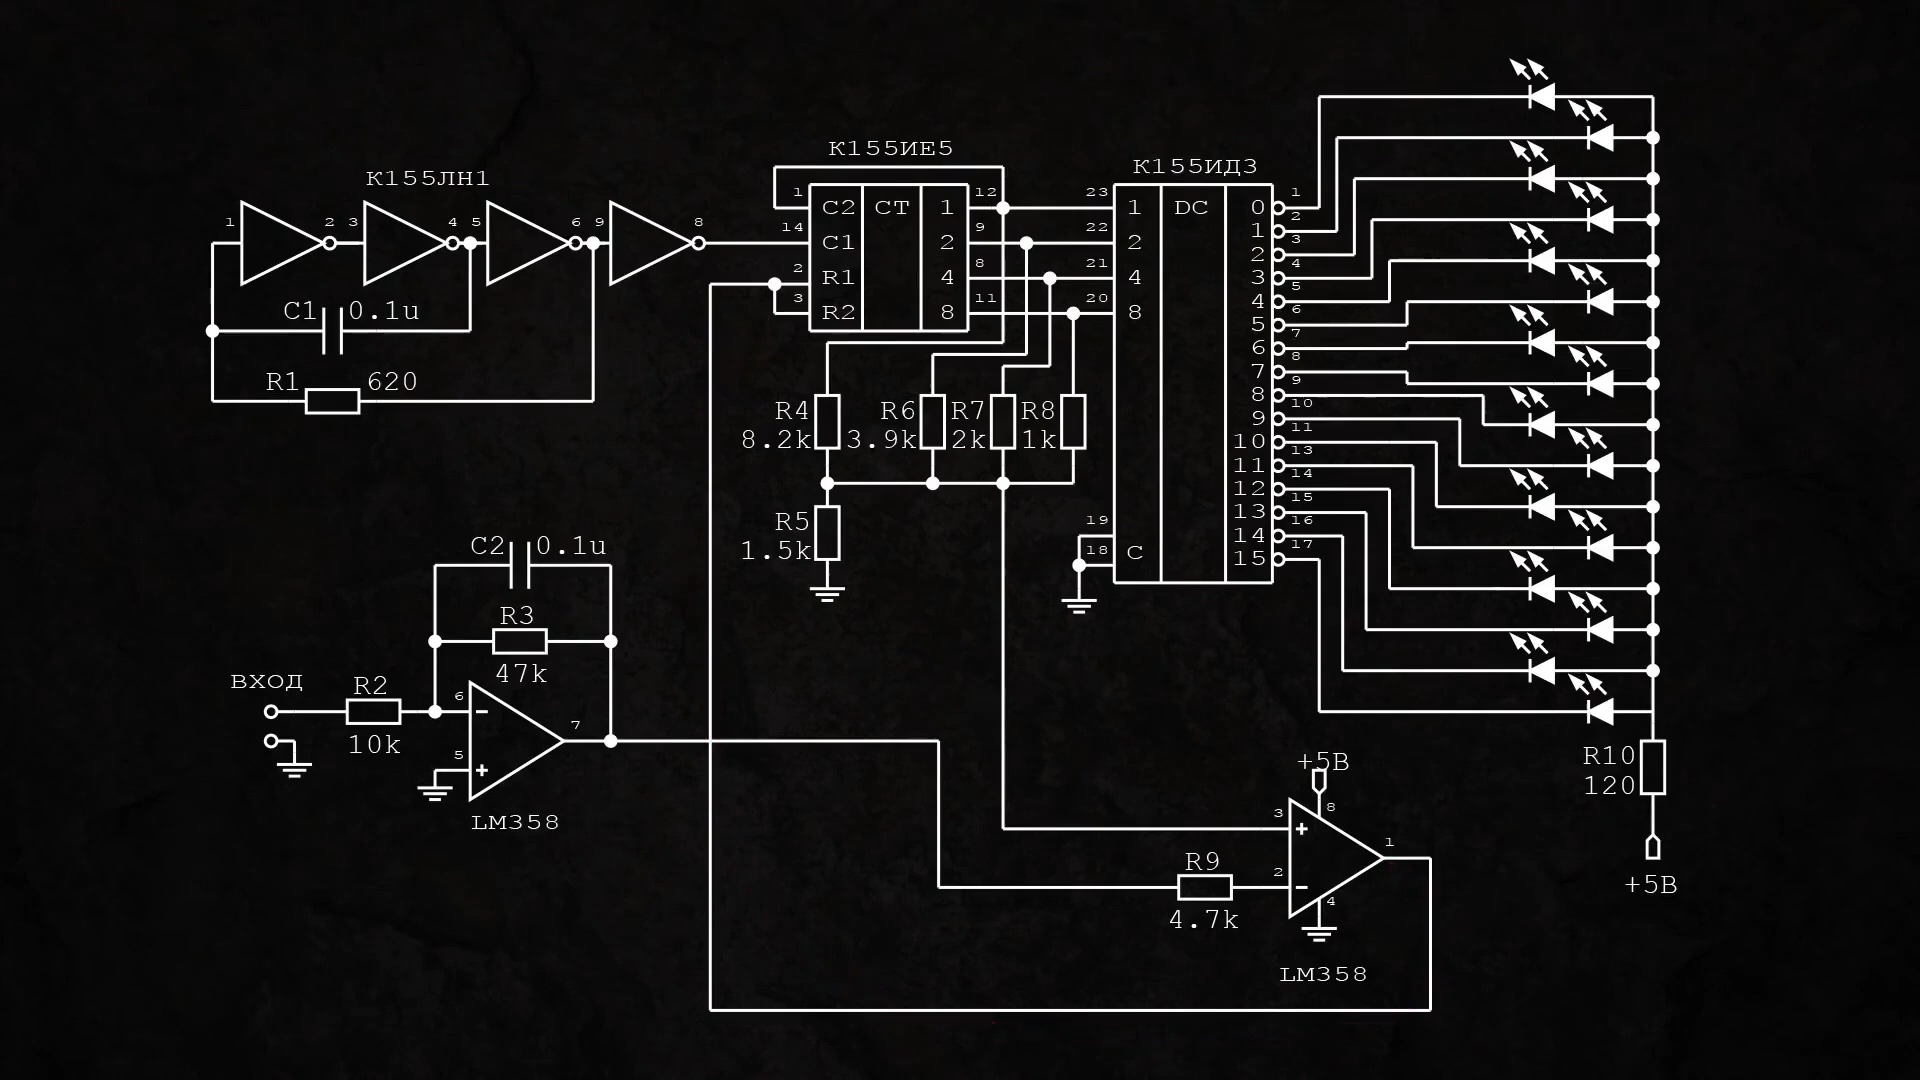 К155ИЕ5
К155ИД3
К155ЛН1
1 2 3 4 5 6 9 8
C1 0.1u
R1 620
1 C2 CT 1 12
14 C1 2 9
2 R1 4 8
3 R2 8 11
23 1 DC 0 1
22 2 1 2
21 4 2 3
20 8 3 4
4 5
5 6
6 7
7 8
8 9
9 10
10 11
11 13
12 14
13 15
14 16
15 17
19
18 C
R4 R6 R7 R8
8.2k 3.9k 2k 1k
R5
1.5k
C2 0.1u
R3
47k
ВХОД
R2
10k
6
5
7
LM358
+5В
8
3
1
2
4
R9
4.7k
LM358
R10
120
+5В